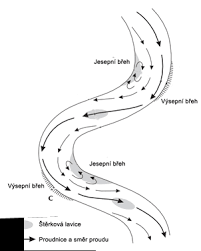 Jesepní břeh
Výsepní břeh
Jesepní břeh
Výsepní břeh
C
Štěrková lavice
Proudnice a směr proudu